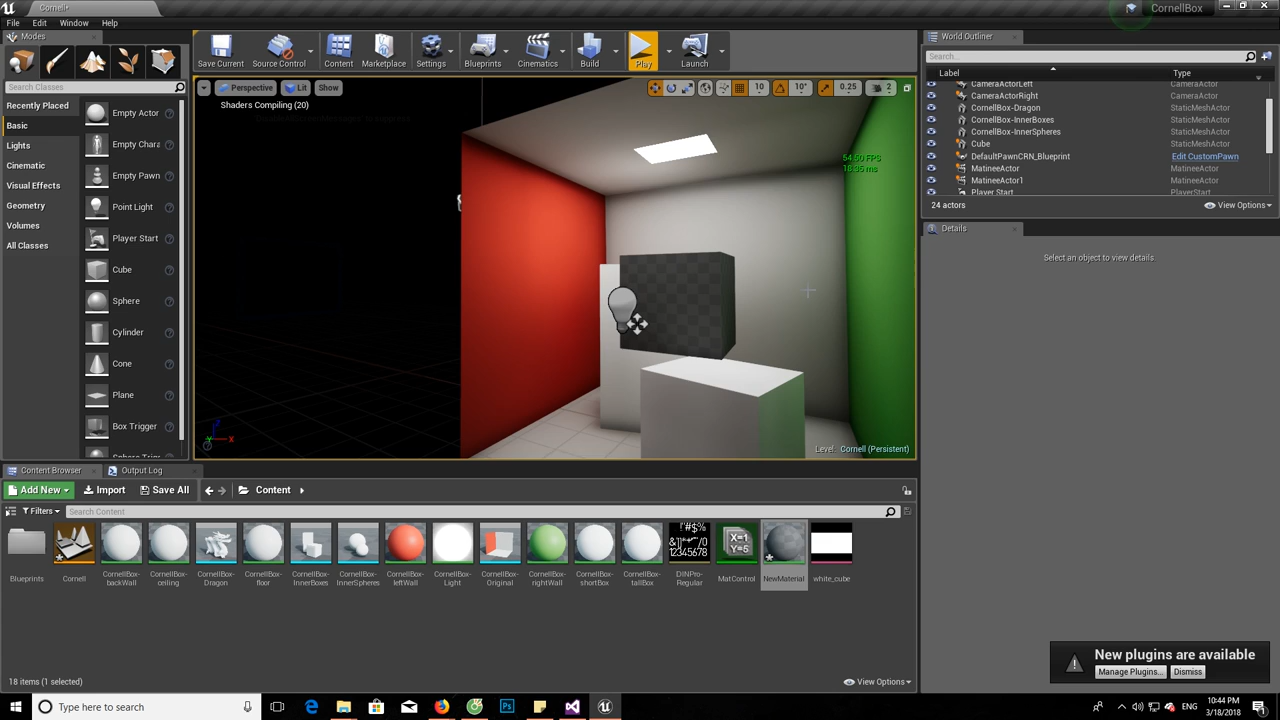 Cornell•
CornellBox
File Edit Window Help
Modes
Search Classes
Recently Placed
Basic
Lights
Cinematic
Visual Effects
Geometry
Volumes
All Classes
Empty Actor
Empty Chara
Empty Pawn
Point Light
Player Start
Cube
Sphere
Cylinder
Cone
Plane
Box Trigger
Save Current
Source Control
Content
Marketplace
Settings
Blueprints
Cinematics
Build
Play
Launch
Perspective
Lit
Show
10
10°
0.25
2
Shaders Compiling (20)
54.50 FPS
18.35 ms
Z
X
Level: Cornell (Persistent)
World Outliner
Search...
Label Type
CameraActorLeft CameraActor
CameraActorRight CameraActor
CornellBox-Dragon StaticMeshActor
CornellBox-InnerBoxes StaticMeshActor
CornellBox-InnerSpheres StaticMeshActor
Cube StaticMeshActor
DefaultPawnCRN_Blueprint Edit CustomPawn
MatineeActor MatineeActor
MatineeActor1 MatineeActor
Player Start PlayerStart
24 actors
View Options
Details
Select an object to view details.
Content Browser
Output Log
Add New
Import
Save All
Content
Filters
Search Content
!"#$%
&'()*+,-./0
12345678
X=1
Y=5
Blueprints
Cornell
CornellBox-
backWall
CornellBox-
ceiling
CornellBox-
Dragon
CornellBox-
floor
CornellBox-
InnerBoxes
CornellBox-
InnerSpheres
CornellBox-
leftWall
CornellBox-
Light
CornellBox-
Original
CornellBox-
rightWall
CornellBox-
shortBox
CornellBox-
tallBox
DINPro-
Regular
MatControl
NewMaterial
white_cube
18 items (1 selected)
View Options
New plugins are available
Manage Plugins...
Dismiss
Type here to search
10:44 PM
3/18/2018